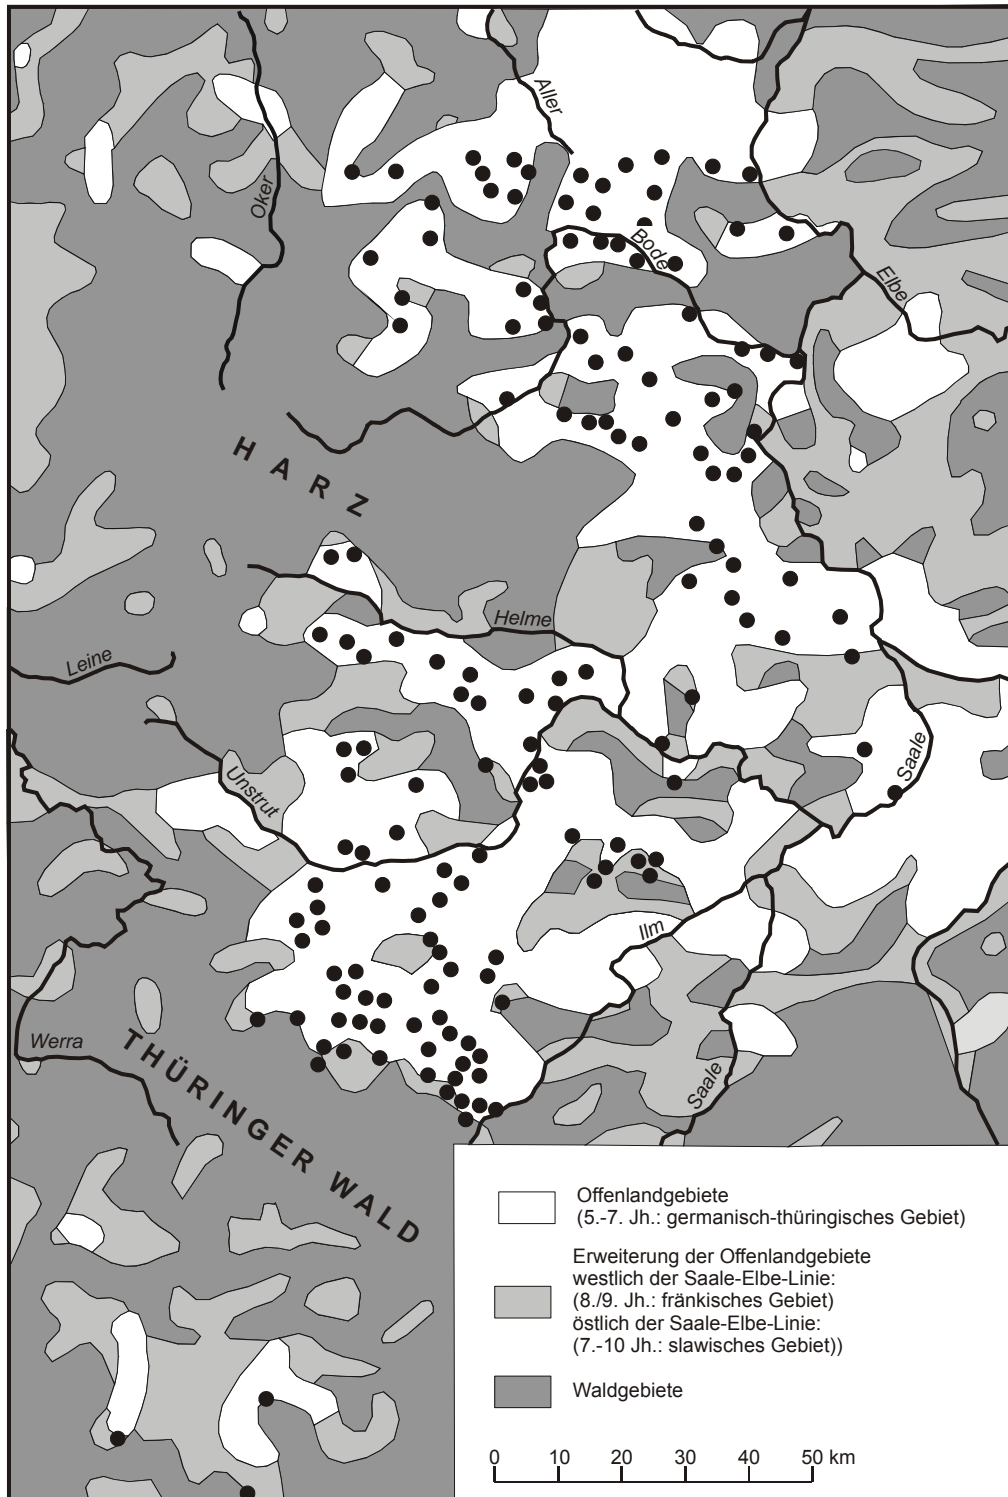 Aller
Oker
Bode
Elbe
HARZ
Helme
Leine
Unstrut
Saale
Ilm
Werra
THÜRINGER WALD
Saale
Offenlandgebiete
(5.-7. Jh.: germanisch-thüringisches Gebiet)
Erweiterung der Offenlandgebiete
westlich der Saale-Elbe-Linie:
(8./9. Jh.: fränkisches Gebiet)
östlich der Saale-Elbe-Linie:
(7.-10 Jh.: slawisches Gebiet))
Waldgebiete
0 10 20 30 40 50 km